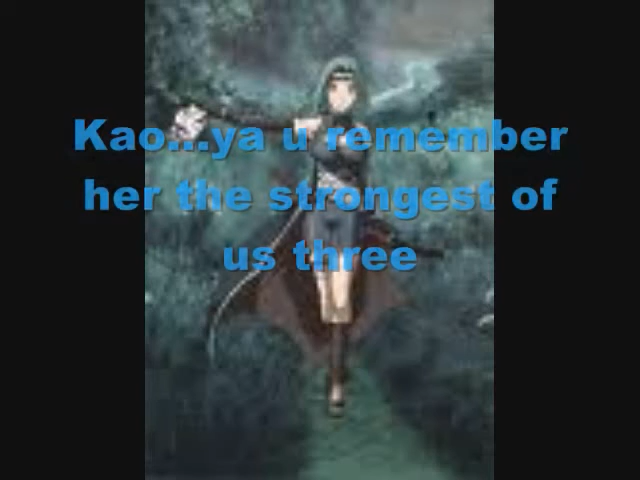 Kao...ya u remember
her the strongest of
us three